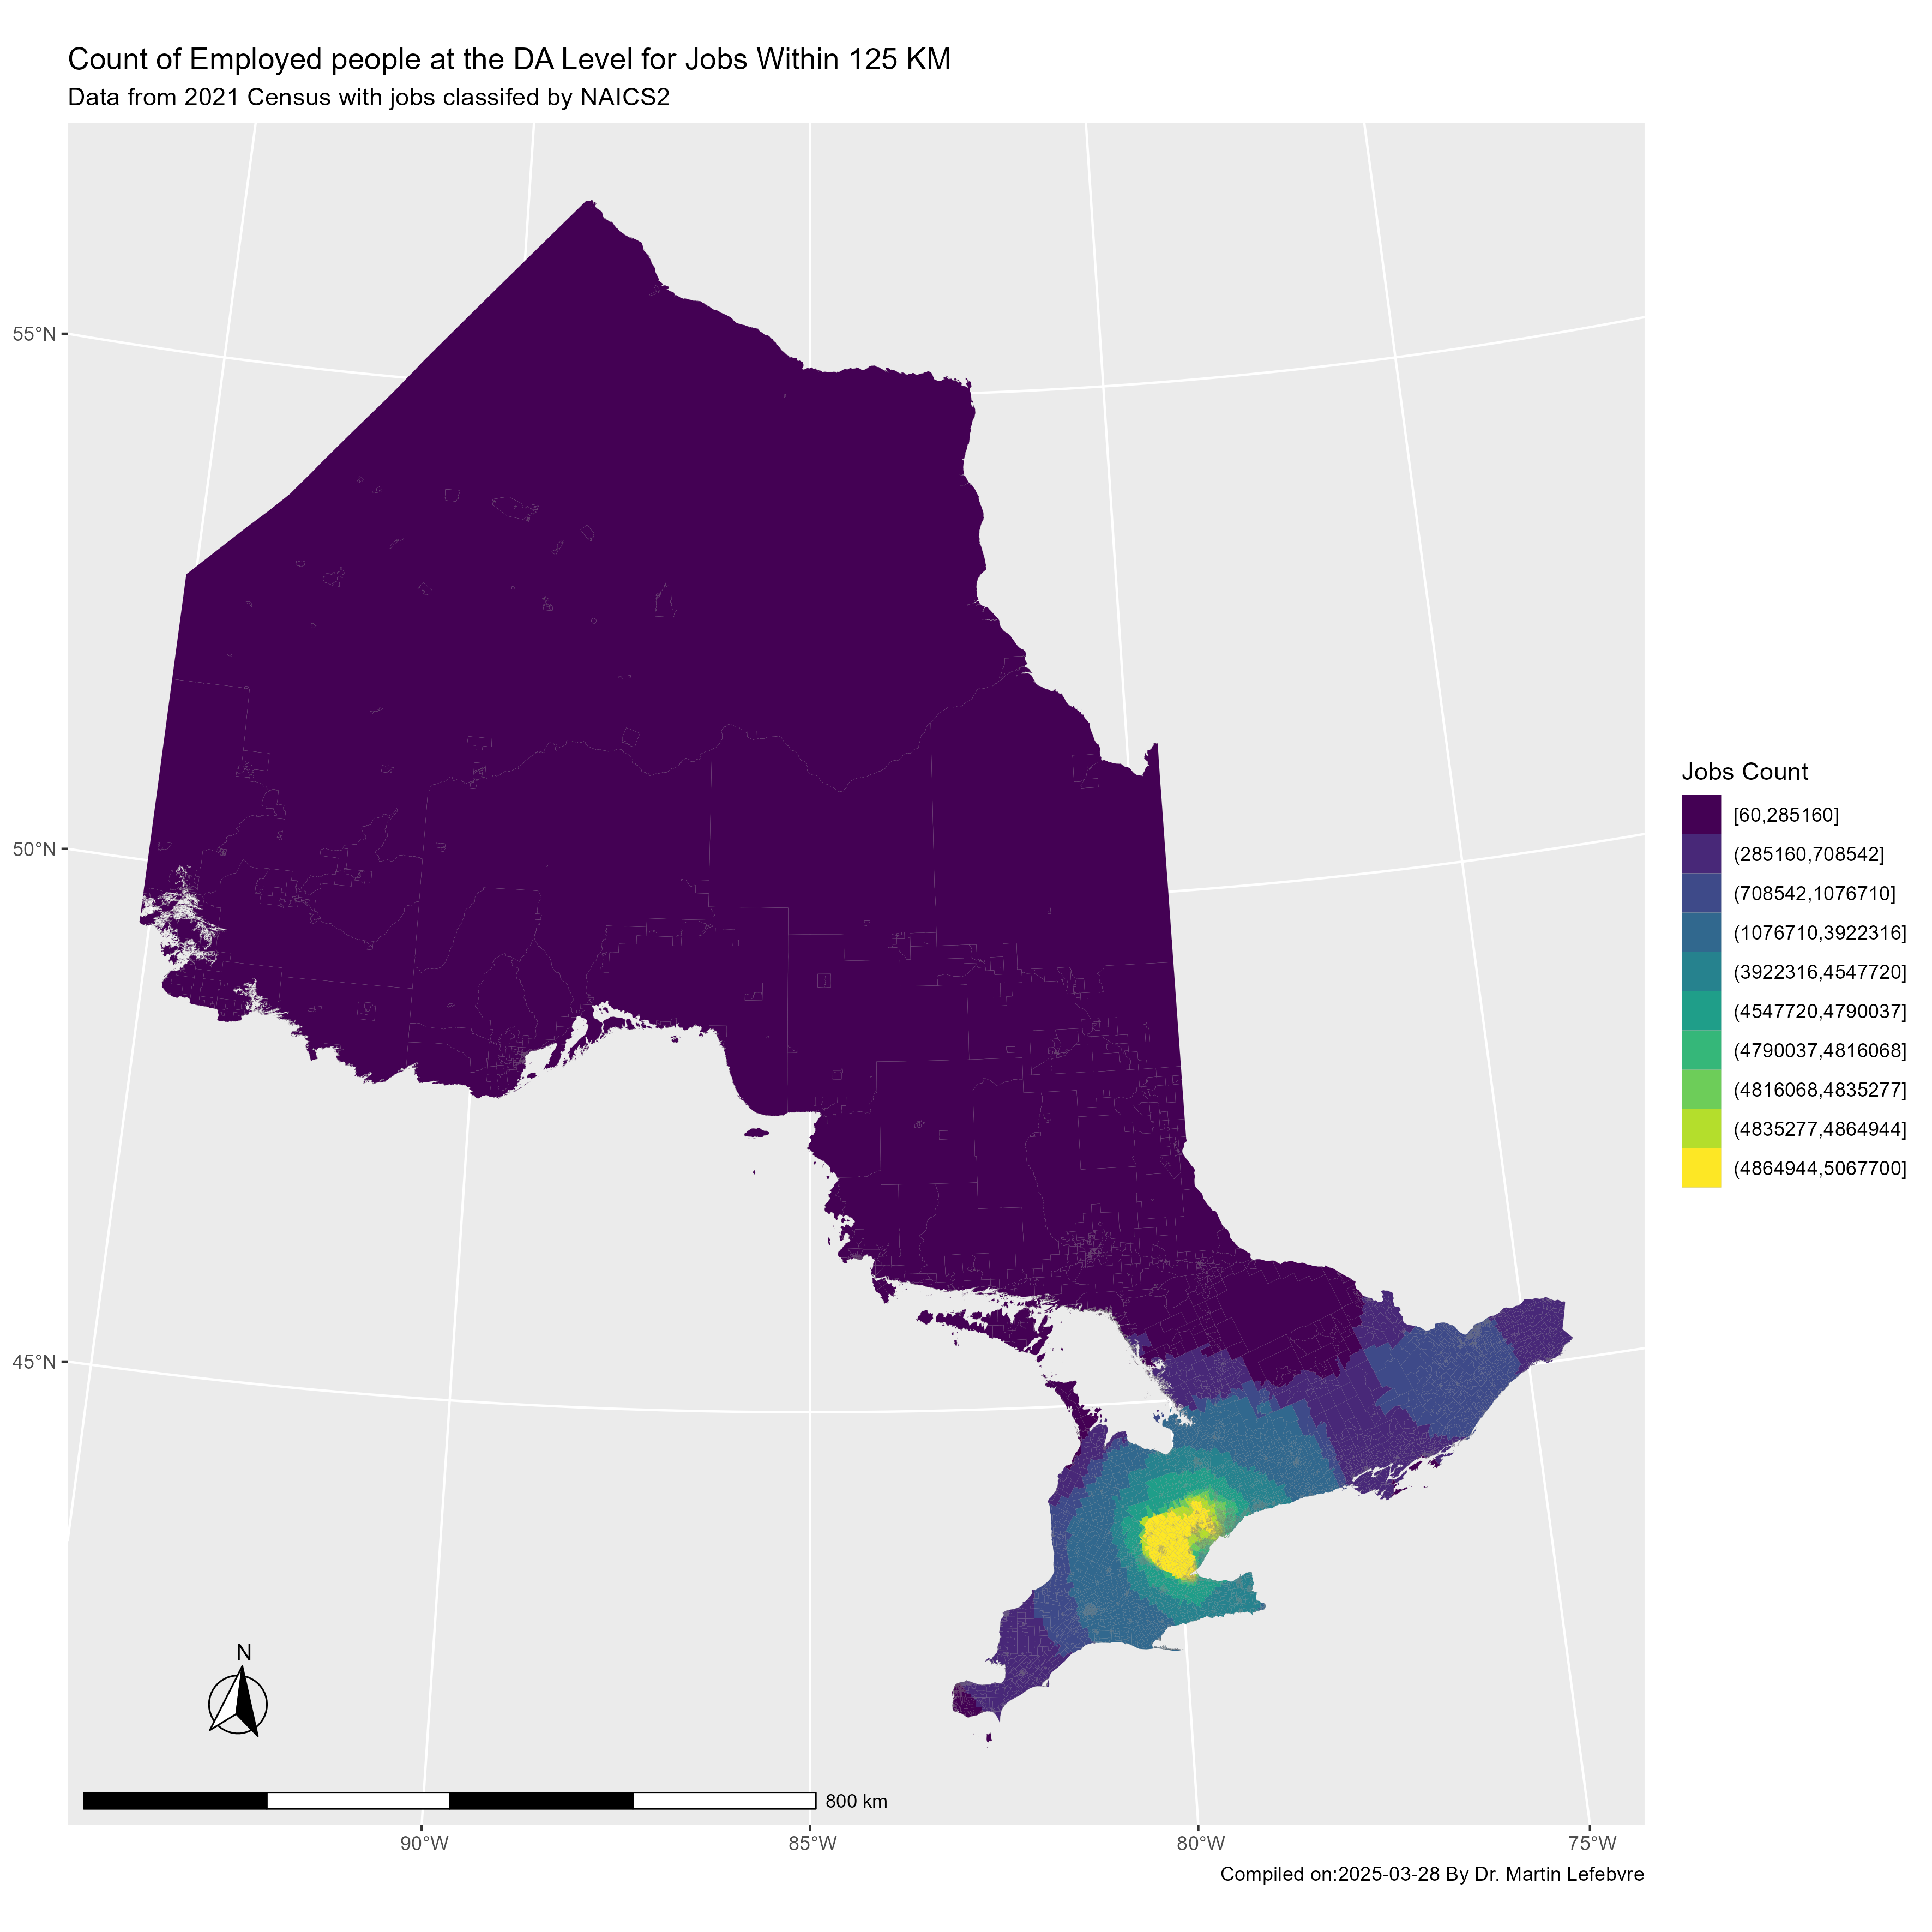 Count of Employed people at the DA Level for Jobs Within 125 KM
Data from 2021 Census with jobs classifed by NAICS2
55°N
50°N
45°N
90°W
85°W
80°W
75°W
N
800 km
Jobs Count
[60,285160]
(285160,708542]
(708542,1076710]
(1076710,3922316]
(3922316,4547720]
(4547720,4790037]
(4790037,4816068]
(4816068,4835277]
(4835277,4864944]
(4864944,5067700]
Compiled on:2025-03-28 By Dr. Martin Lefebvre